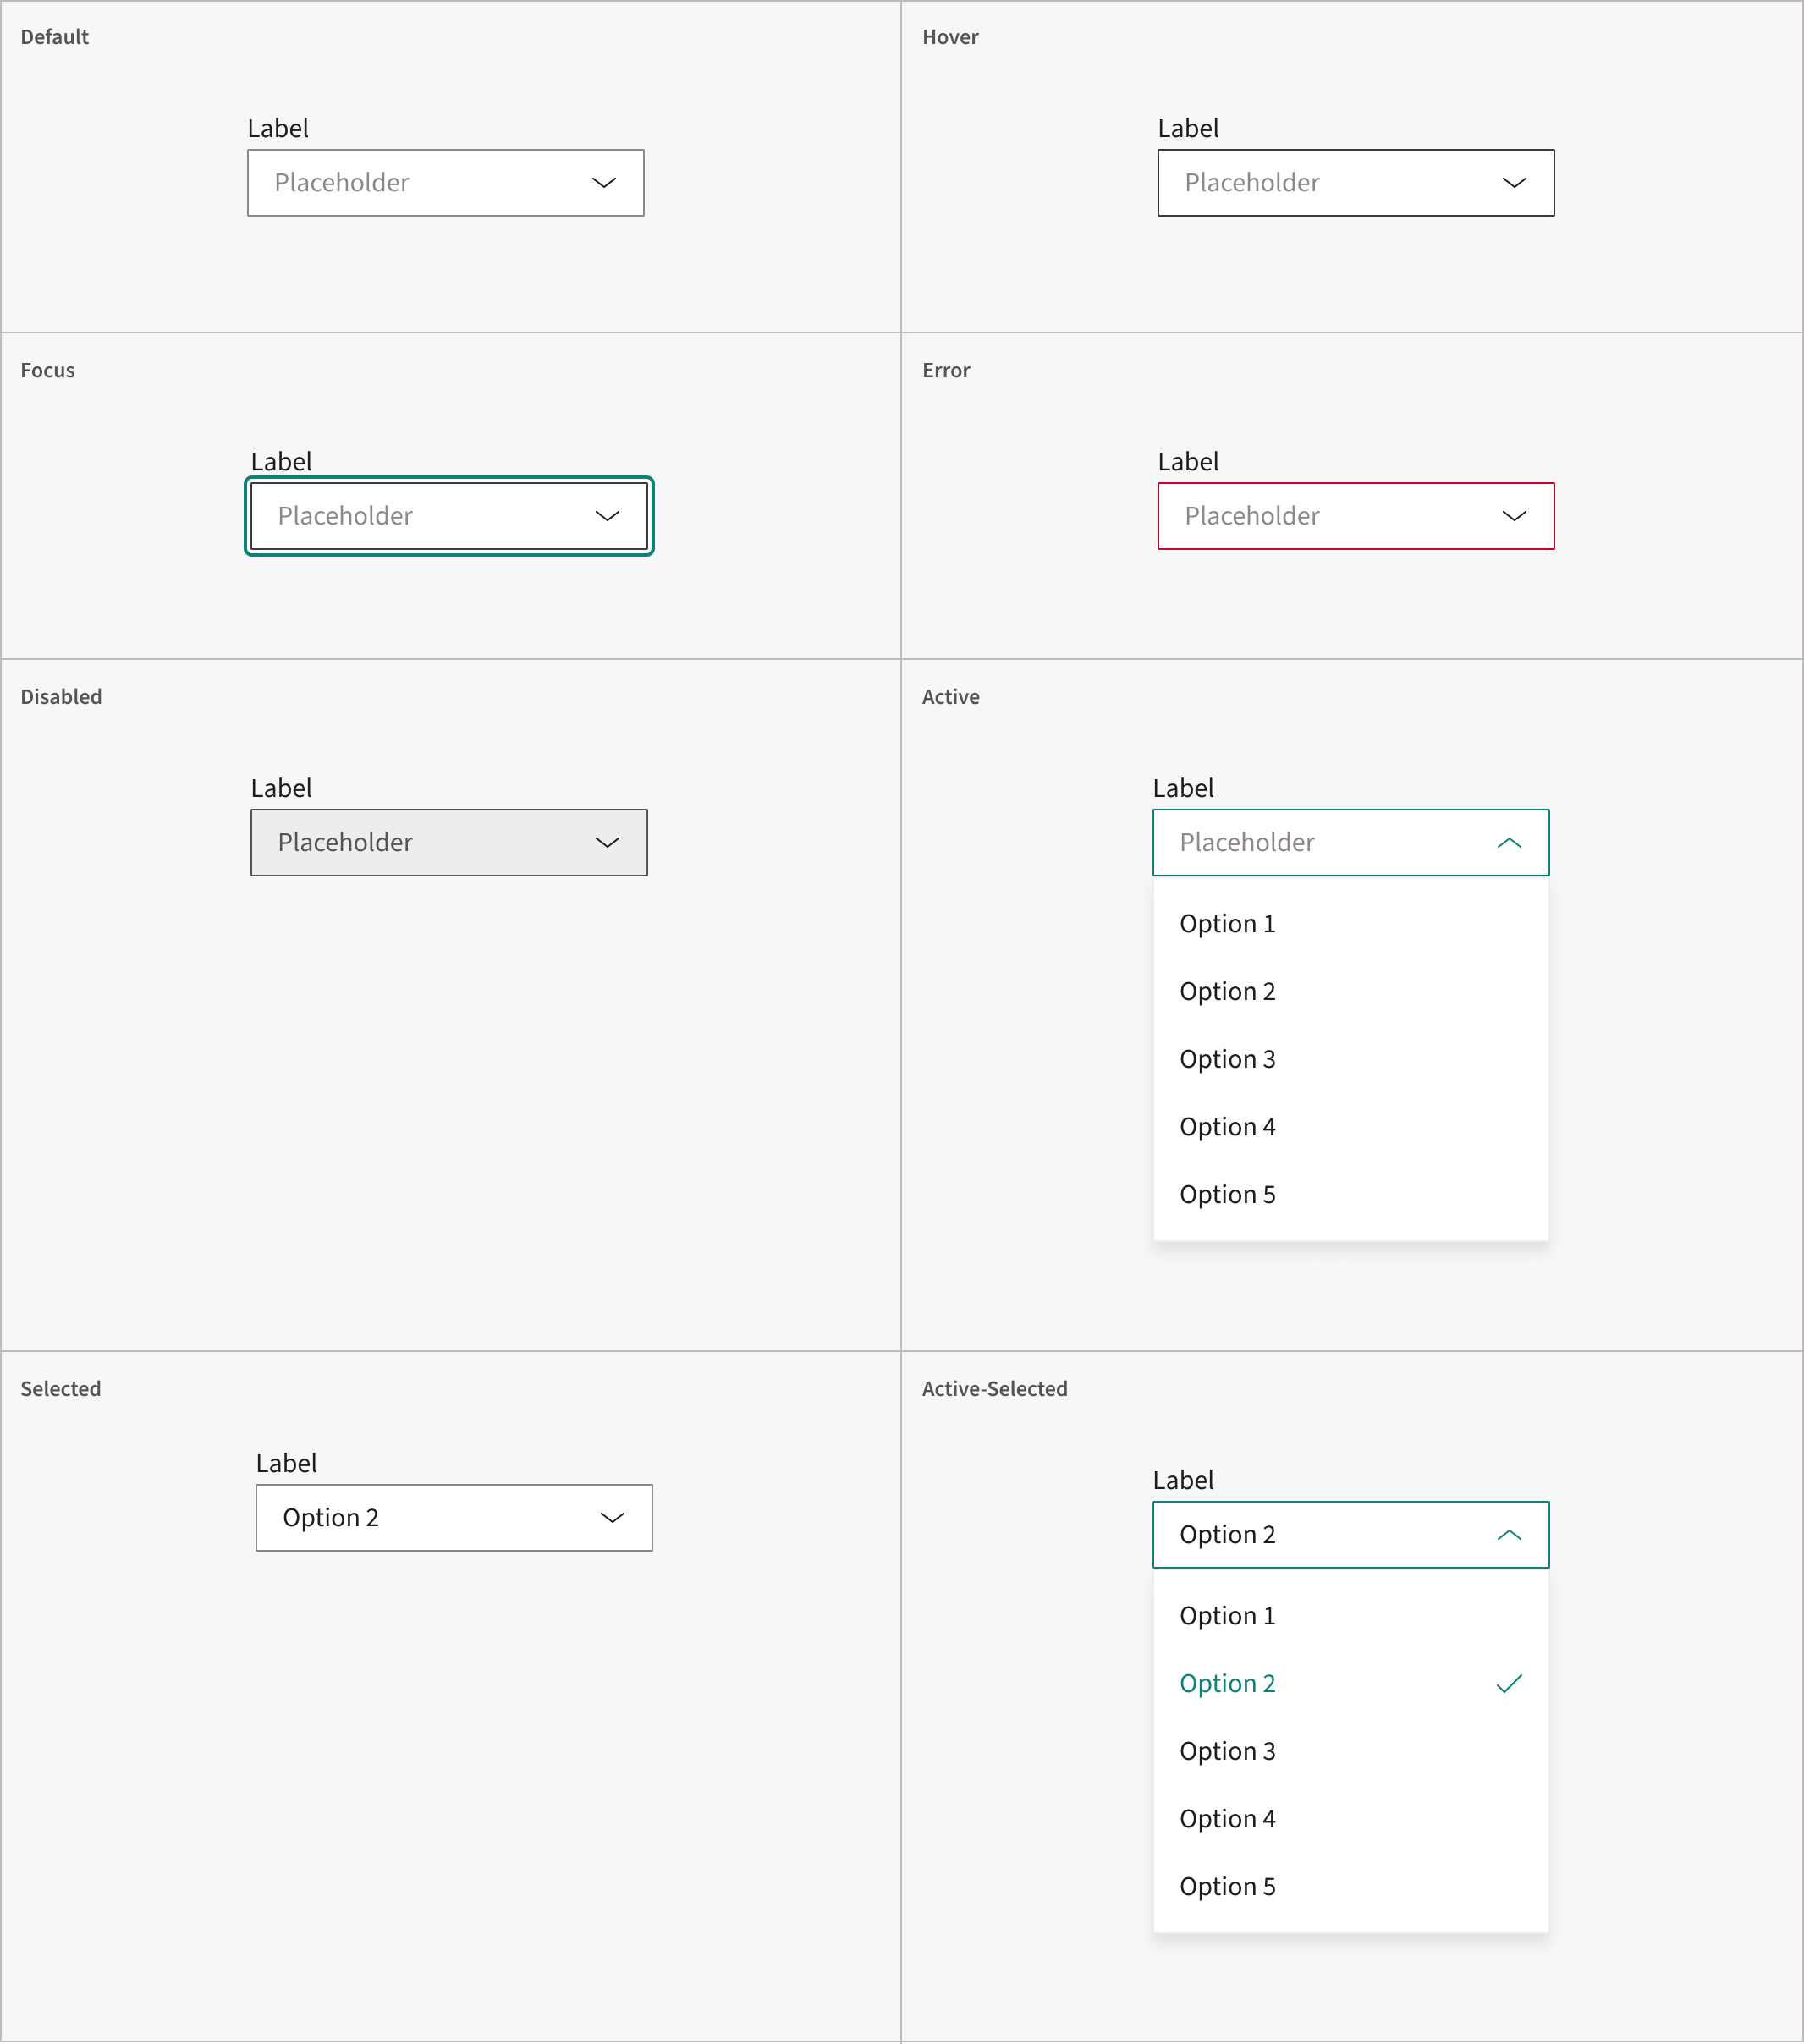 Default
Label
Placeholder
Hover
Label
Placeholder
Focus
Label
Placeholder
Error
Label
Placeholder
Disabled
Label
Placeholder
Active
Label
Placeholder
Option 1
Option 2
Option 3
Option 4
Option 5
Selected
Label
Option 2
Active-Selected
Label
Option 2
Option 1
Option 2
Option 3
Option 4
Option 5